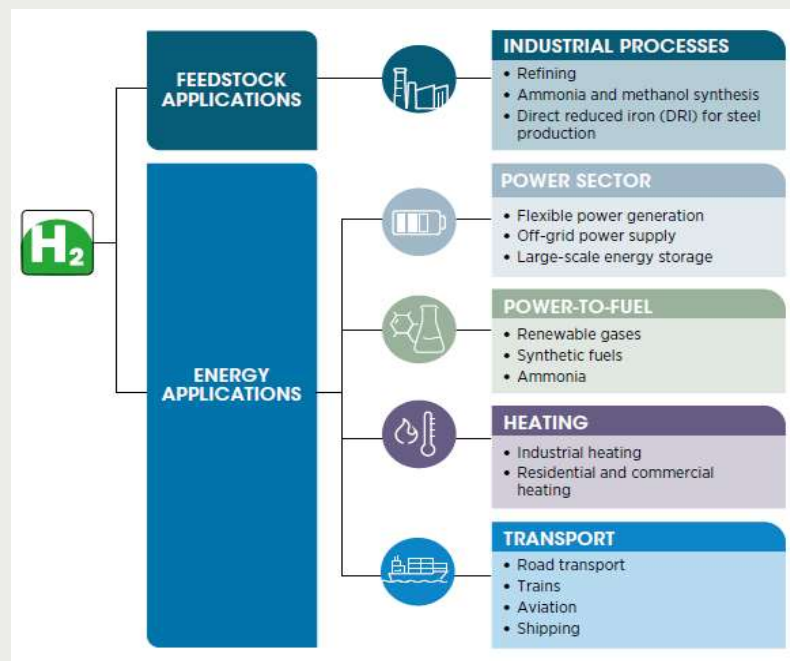 H2
FEEDSTOCK
APPLICATIONS
INDUSTRIAL PROCESSES
• Refining
• Ammonia and methanol synthesis
• Direct reduced iron (DRI) for steel
production
ENERGY
APPLICATIONS
POWER SECTOR
• Flexible power generation
• Off-grid power supply
• Large-scale energy storage
POWER-TO-FUEL
• Renewable gases
• Synthetic fuels
• Ammonia
HEATING
• Industrial heating
• Residential and commercial
heating
TRANSPORT
• Road transport
• Trains
• Aviation
• Shipping